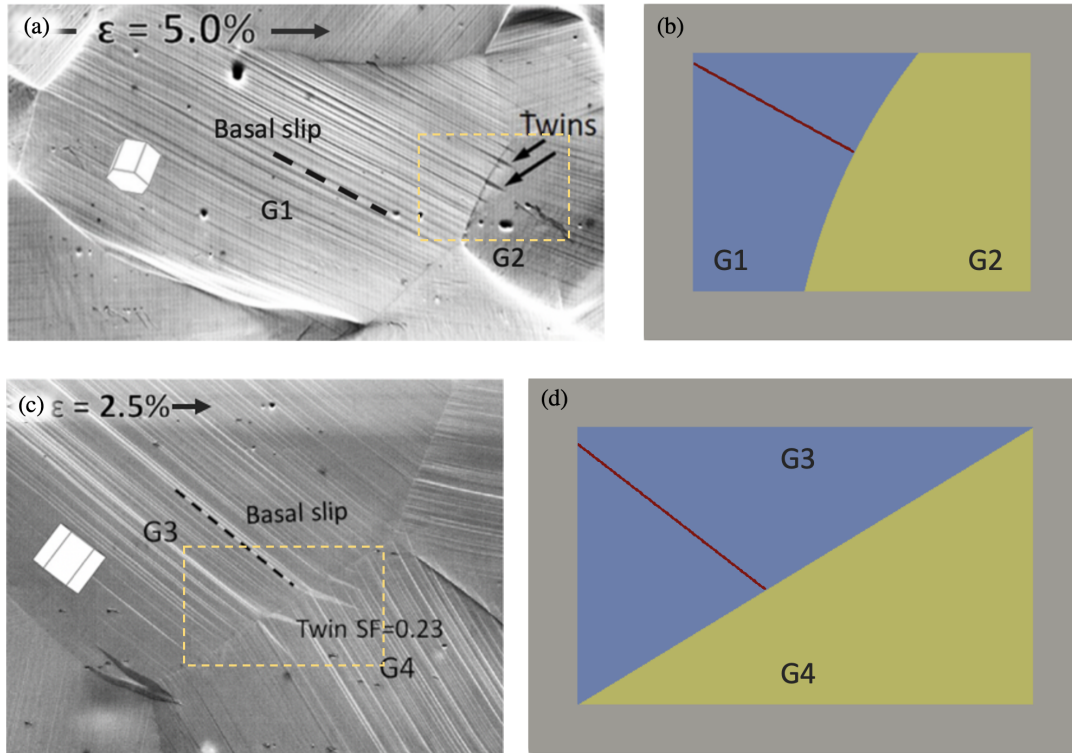 (a)
ε = 5.0%
Basal slip
Twins
G1
G2
(b)
G1
G2
(c)
ε = 2.5%
Basal slip
G3
Twin SF=0.23
G4
(d)
G3
G4